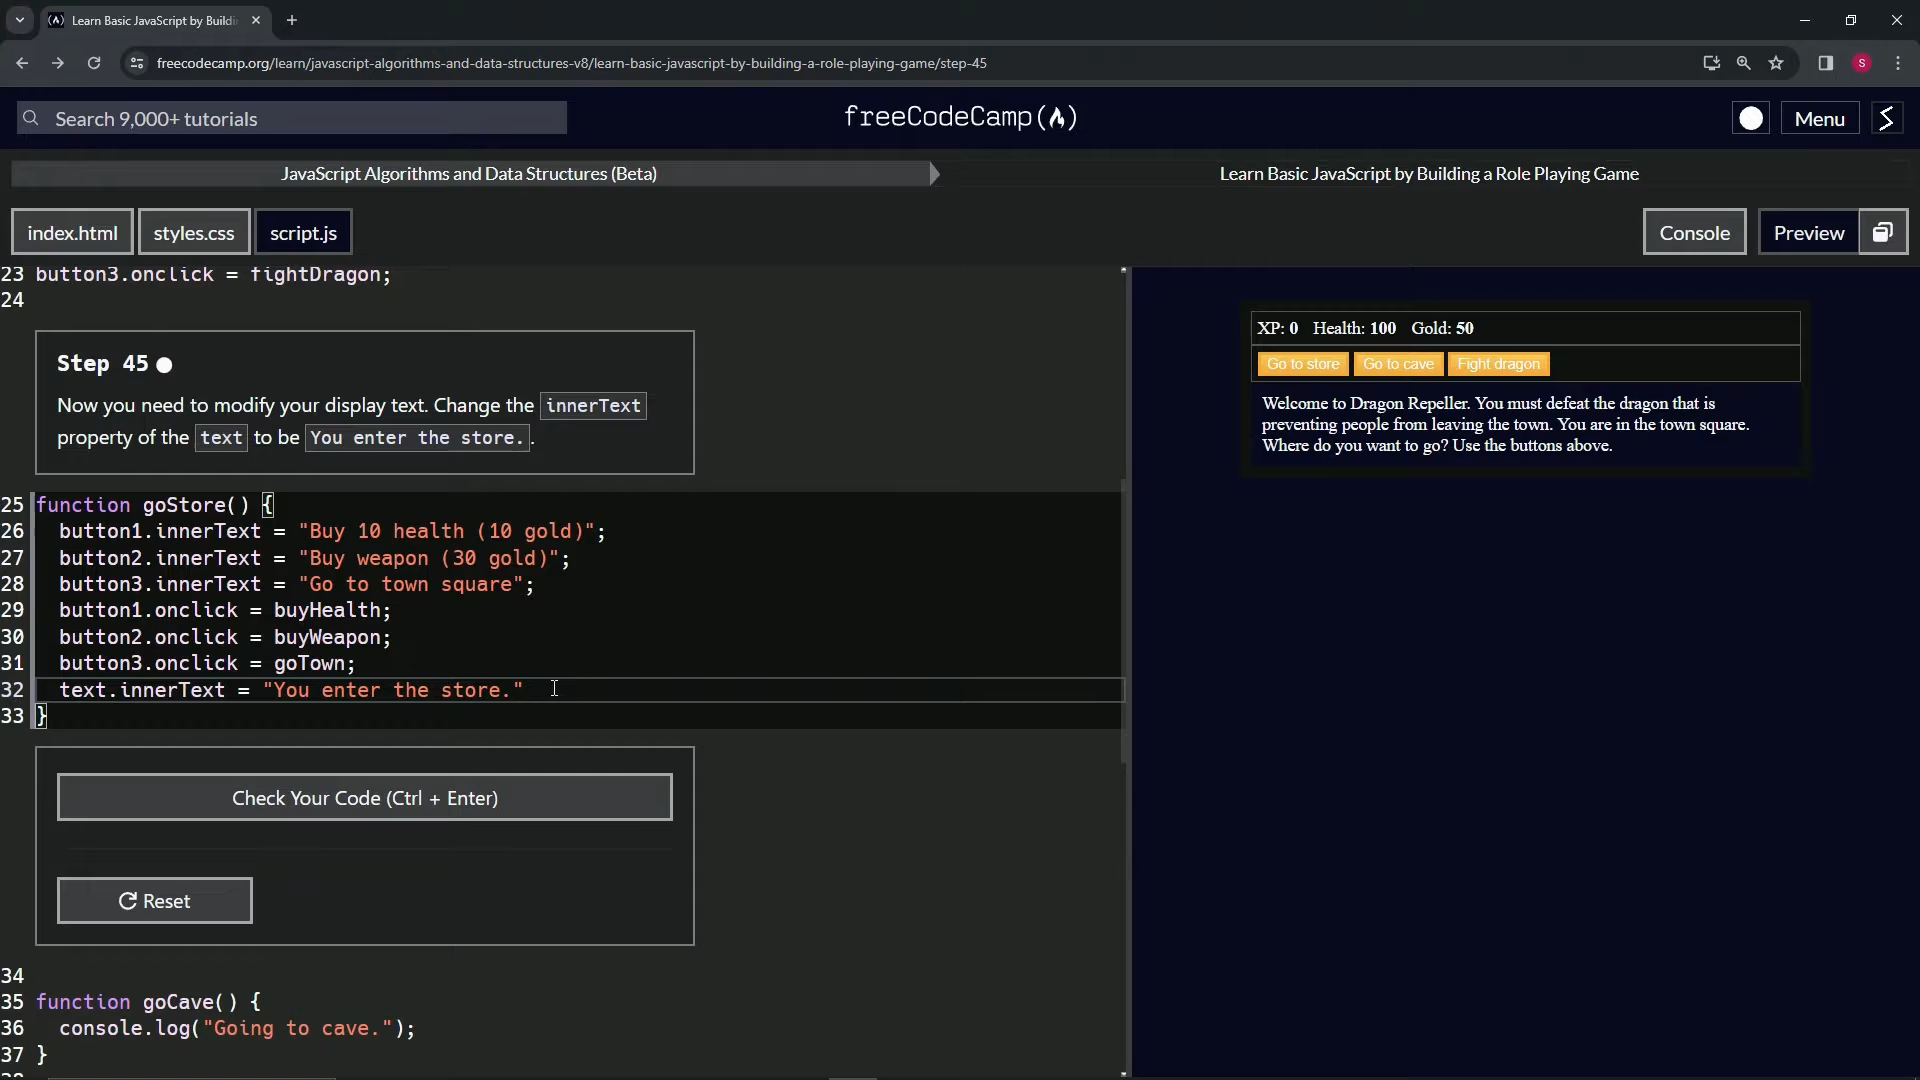 Learn Basic JavaScript by Buildi
freecodecamp.org/learn/javascript-algorithms-and-data-structures-v8/learn-basic-javascript-by-building-a-role-playing-game/step-45
S
Search 9,000+ tutorials
freeCodeCamp
Menu
JavaScript Algorithms and Data Structures (Beta)
Learn Basic JavaScript by Building a Role Playing Game
index.html
styles.css
script.js
Console
Preview
23 button3.onclick = fightDragon;
24
Step 45
Now you need to modify your display text. Change the innerText
property of the text to be You enter the store..
25 function goStore() {
26 button1.innerText = "Buy 10 health (10 gold)";
27 button2.innerText = "Buy weapon (30 gold)";
28 button3.innerText = "Go to town square";
29 button1.onclick = buyHealth;
30 button2.onclick = buyWeapon;
31 button3.onclick = goTown;
32 text.innerText = "You enter the store."
33 }
Check Your Code (Ctrl + Enter)
Reset
34
35 function goCave() {
36 console.log("Going to cave.");
37 }
XP: 0 Health: 100 Gold: 50
Go to store
Go to cave
Fight dragon
Welcome to Dragon Repeller. You must defeat the dragon that is
preventing people from leaving the town. You are in the town square.
Where do you want to go? Use the buttons above.